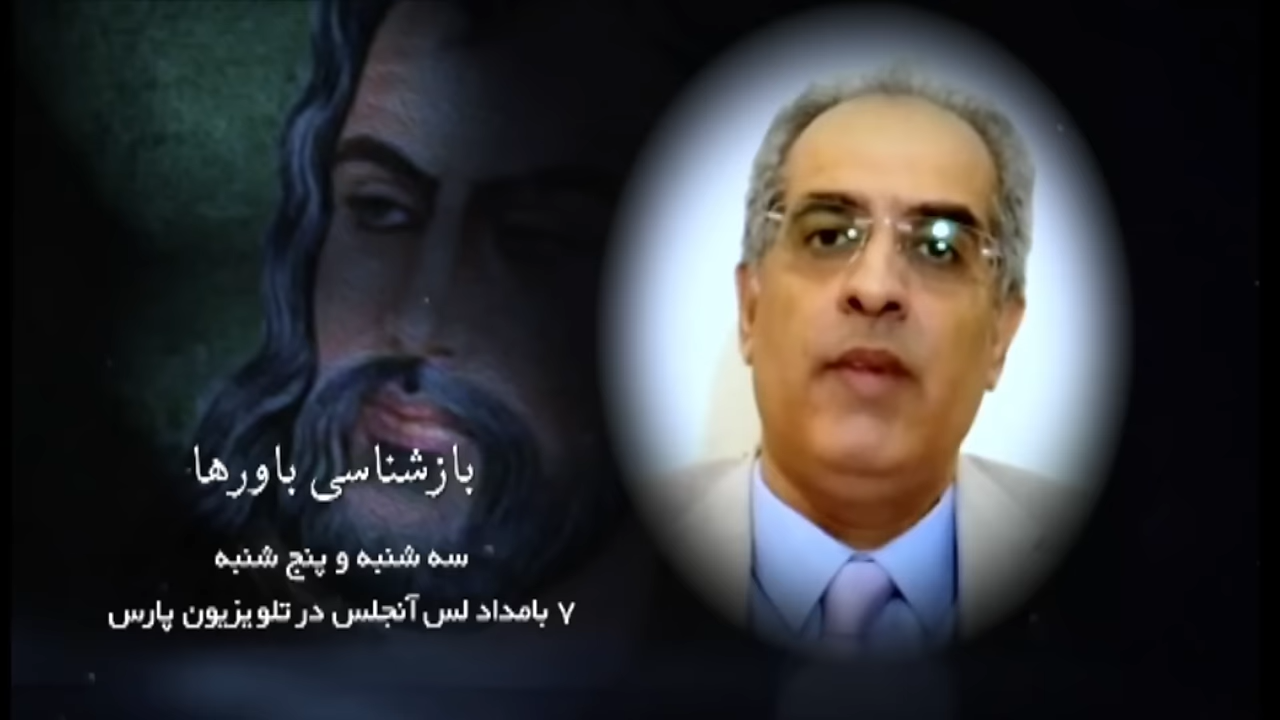 بازشناسی باورها
سه شنبه و پنج شنبه
۷ بامداد لس آنجلس در تلویزیون پارس